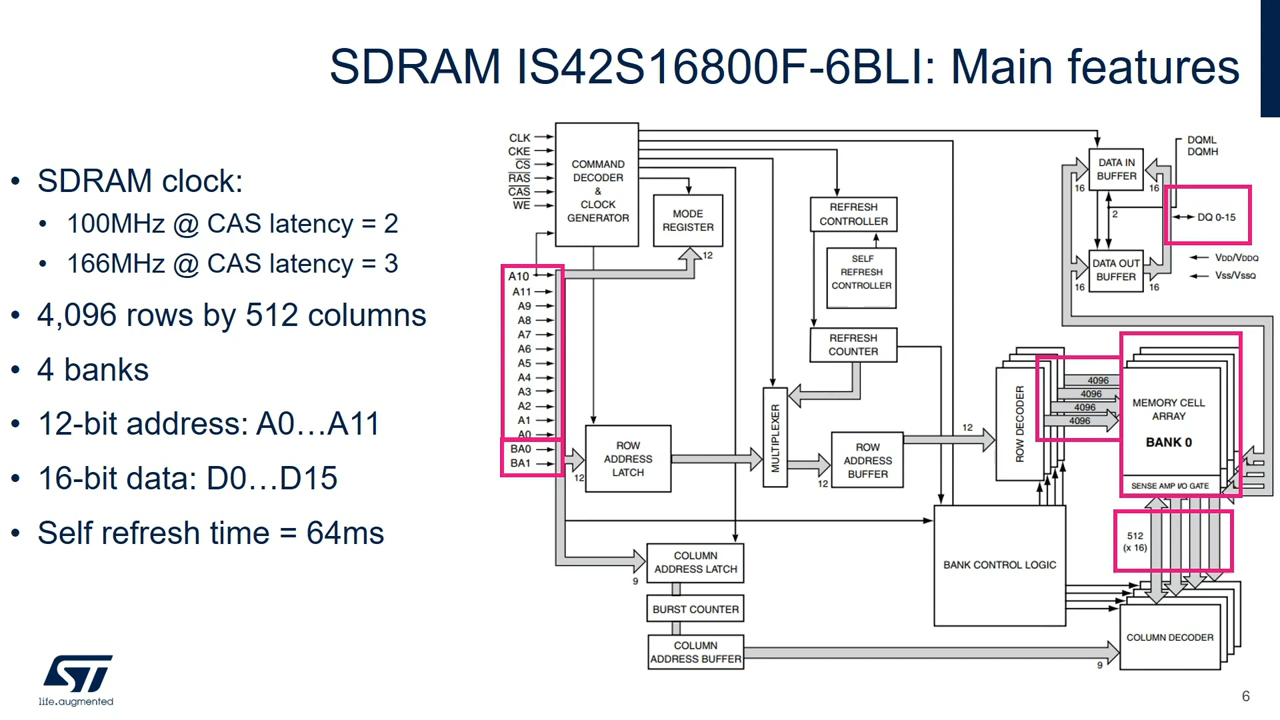 SDRAM IS42S16800F-6BLI: Main features
• SDRAM clock:
• 100MHz @ CAS latency = 2
• 166MHz @ CAS latency = 3
• 4,096 rows by 512 columns
• 4 banks
• 12-bit address: A0…A11
• 16-bit data: D0…D15
• Self refresh time = 64ms
CLK
CKE
CS
RAS
CAS
WE
COMMAND
DECODER
&
CLOCK
GENERATOR
MODE
REGISTER
12
A10
A11
A9
A8
A7
A6
A5
A4
A3
A2
A1
A0
BA0
BA1
12
ROW
ADDRESS
LATCH
REFRESH
CONTROLLER
SELF
REFRESH
CONTROLLER
REFRESH
COUNTER
MULTIPLEXER
12
ROW
ADDRESS
BUFFER
12
ROW DECODER
4096
4096
4096
4096
MEMORY CELL
ARRAY
BANK 0
SENSE AMP I/O GATE
512
(x 16)
DATA IN
BUFFER
16
16
2
DQML
DQMH
DQ 0-15
DATA OUT
BUFFER
16
16
VDD/VDDQ
VSS/VSSQ
BANK CONTROL LOGIC
9
COLUMN
ADDRESS LATCH
BURST COUNTER
COLUMN
ADDRESS BUFFER
9
COLUMN DECODER
ST
life.augmented
6